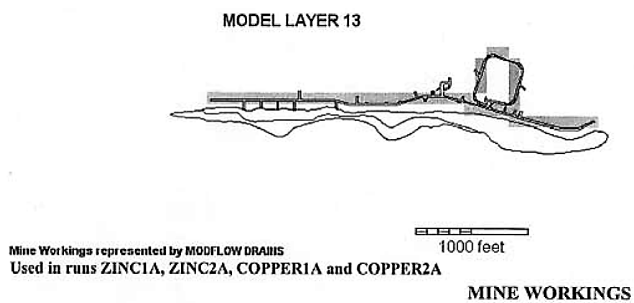 MODEL LAYER 13
1000 feet
Mine Workings represented by MODFLOW DRAINS
Used in runs ZINC1A, ZINC2A, COPPER1A and COPPER2A
MINE WORKINGS